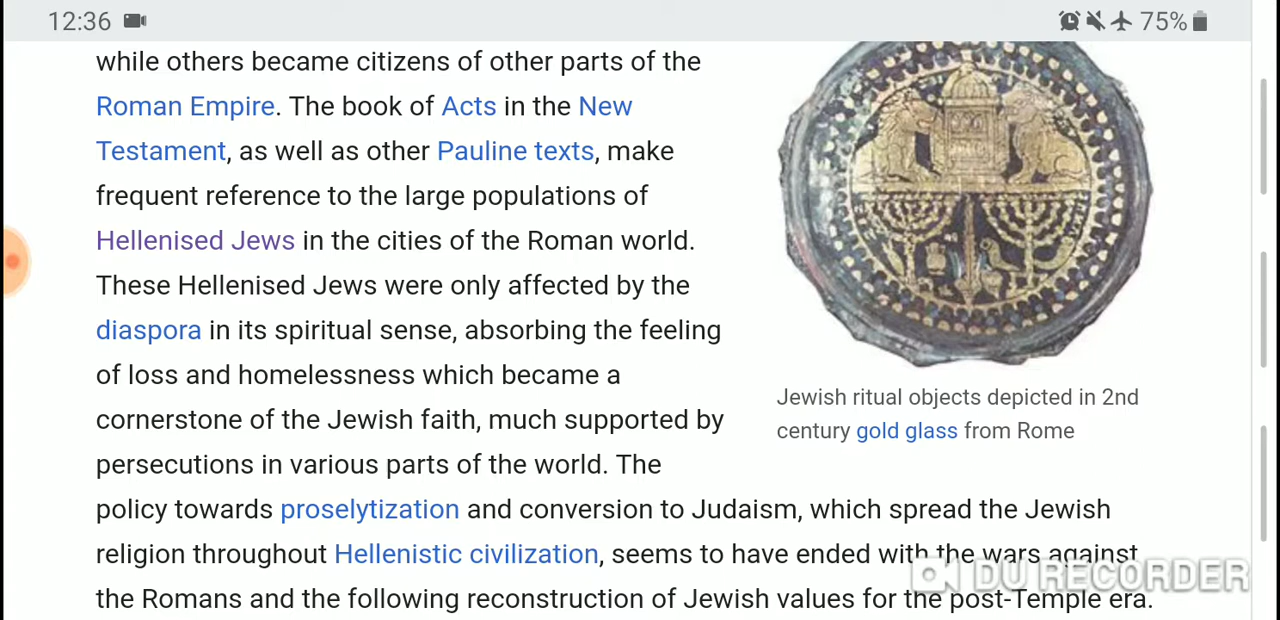 12:36
75%
while others became citizens of other parts of the
Roman Empire. The book of Acts in the New
Testament, as well as other Pauline texts, make
frequent reference to the large populations of
Hellenised Jews in the cities of the Roman world.
These Hellenised Jews were only affected by the
diaspora in its spiritual sense, absorbing the feeling
of loss and homelessness which became a
cornerstone of the Jewish faith, much supported by
persecutions in various parts of the world. The
policy towards proselytization and conversion to Judaism, which spread the Jewish
religion throughout Hellenistic civilization, seems to have ended with the wars against
the Romans and the following reconstruction of Jewish values for the post-Temple era.
Jewish ritual objects depicted in 2nd
century gold glass from Rome
DU RECORDER